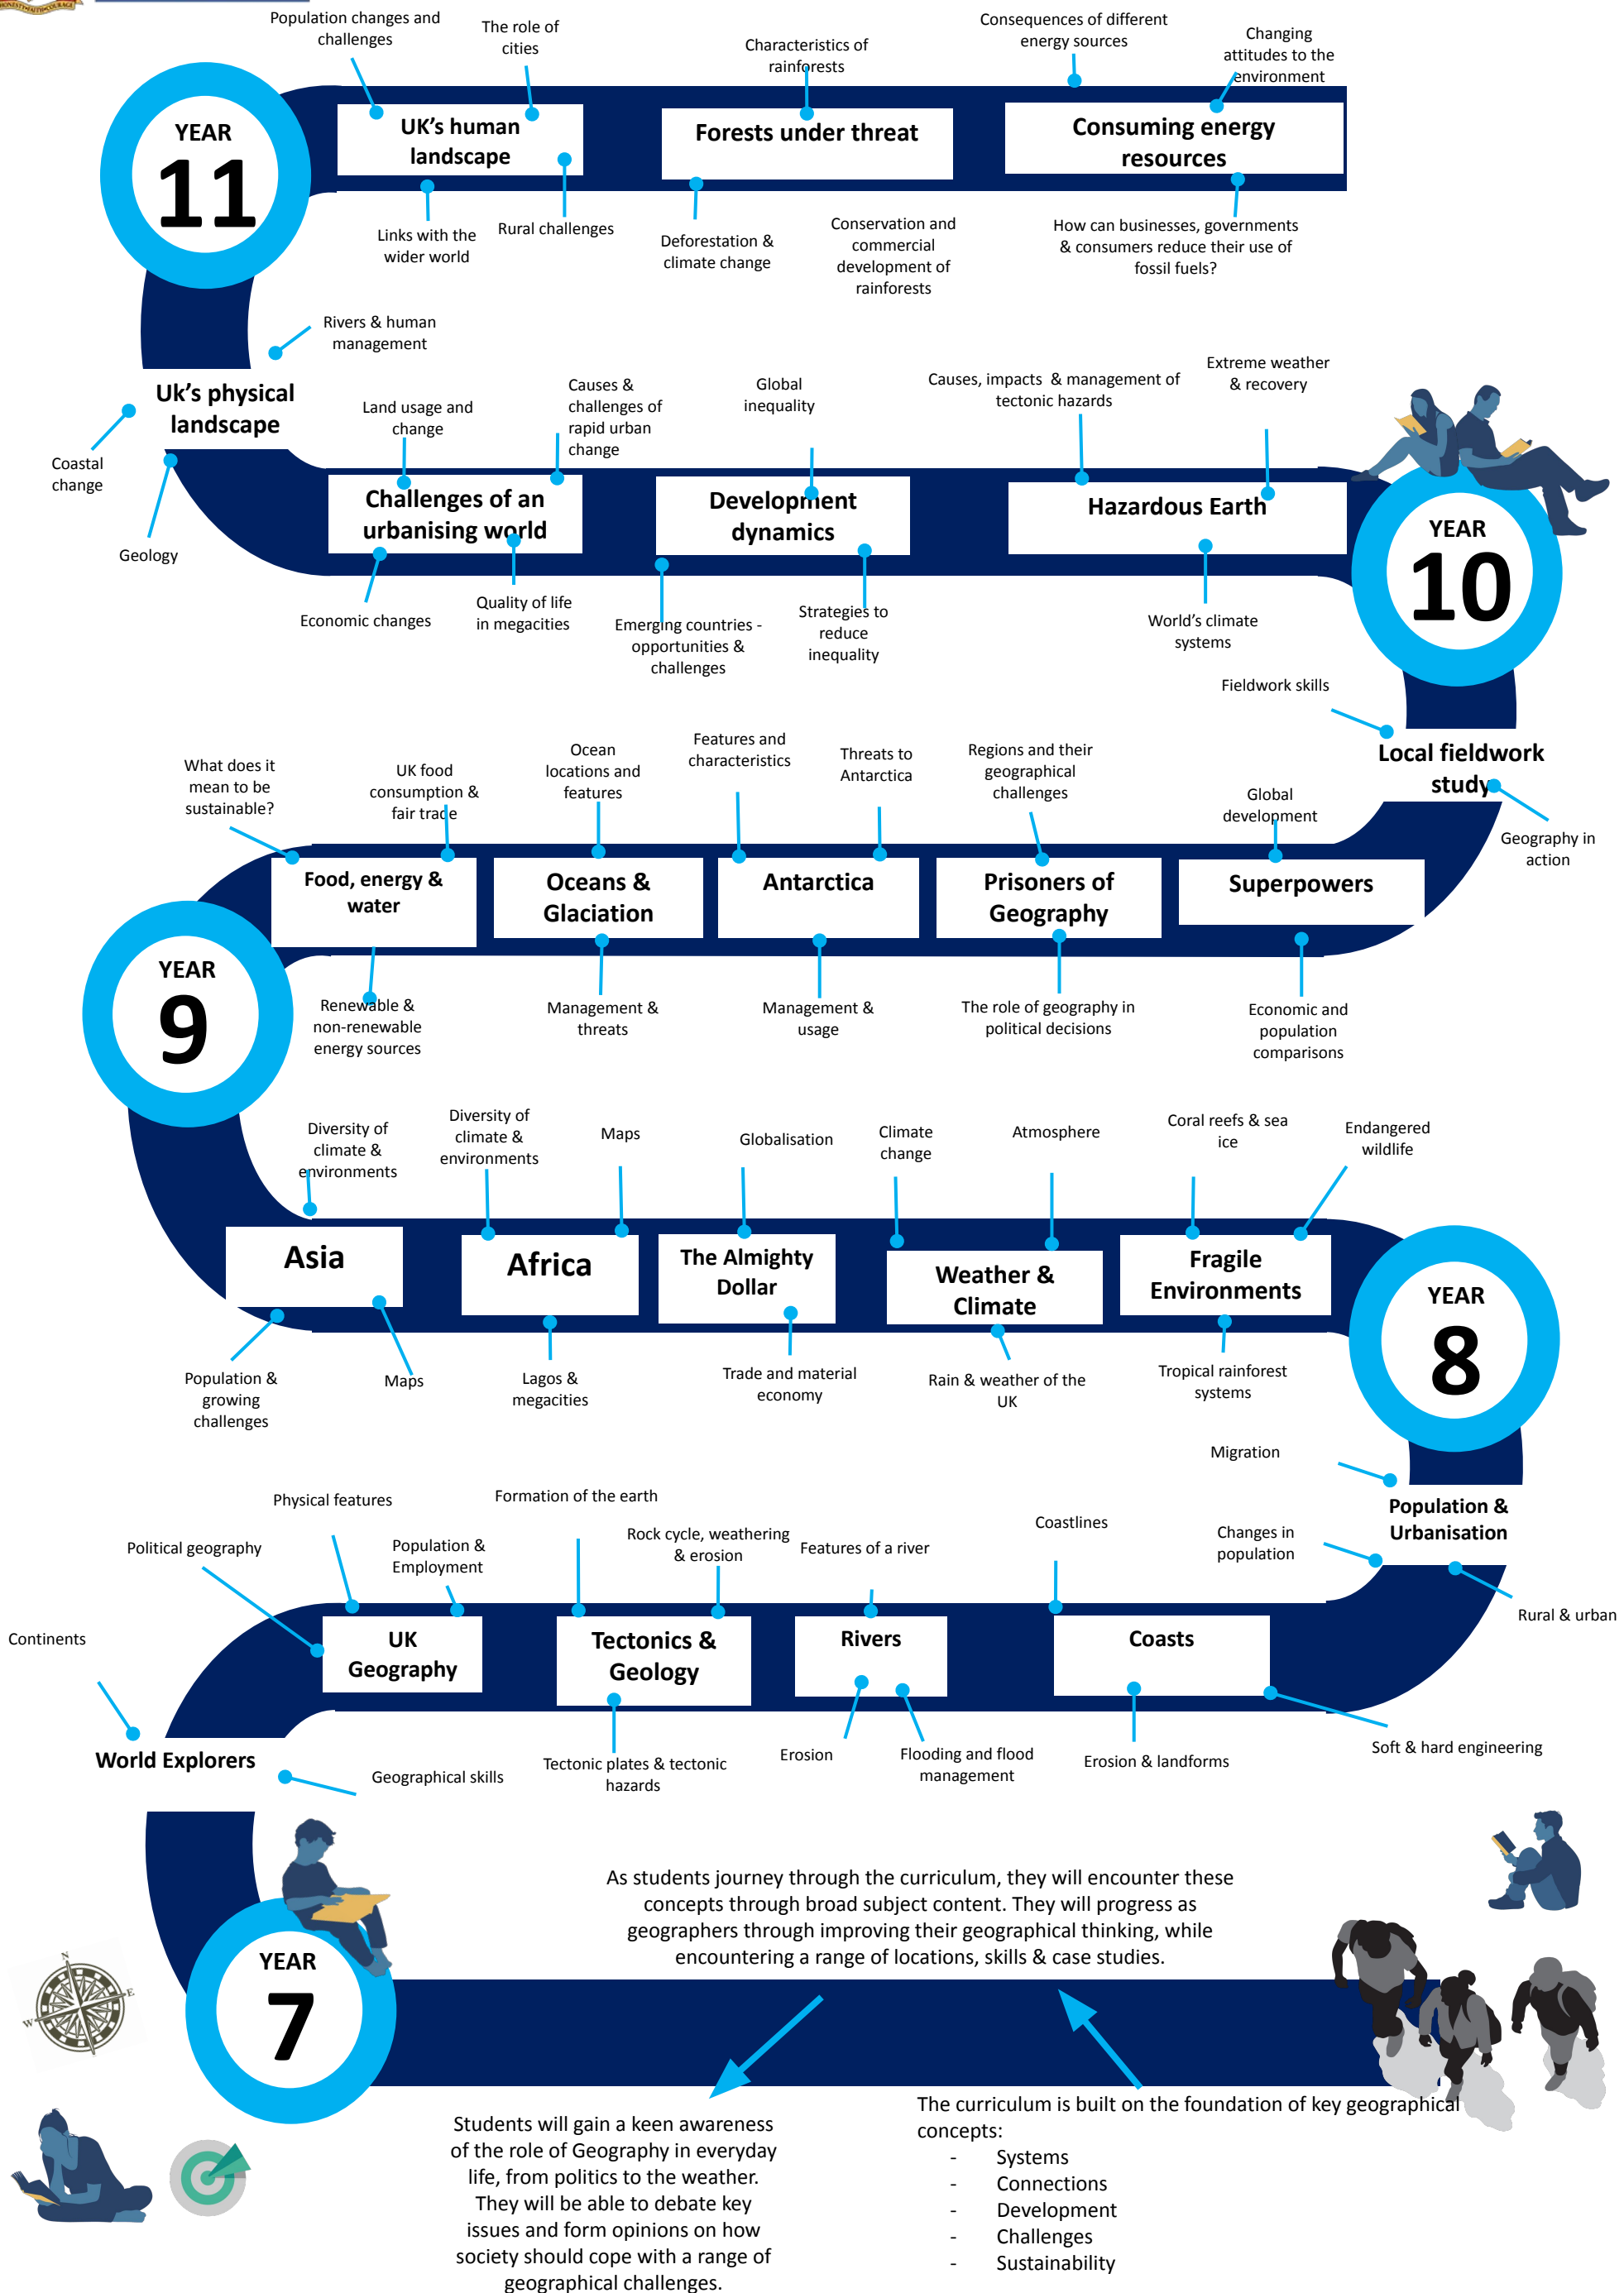 HONESTY•FAITH•COURAGE
Population changes and
challenges
The role of
cities
Characteristics of
rainforests
Consequences of different
energy sources
Changing
attitudes to the
environment
YEAR
11
UK's human
landscape
Forests under threat
Consuming energy
resources
Links with the
wider world
Rural challenges
Deforestation &
climate change
Conservation and
commercial
development of
rainforests
How can businesses, governments
& consumers reduce their use of
fossil fuels?
Rivers & human
management
Uk's physical
landscape
Coastal
change
Geology
Land usage and
change
Causes &
challenges of
rapid urban
change
Global
inequality
Causes, impacts & management of
tectonic hazards
Extreme weather
& recovery
Challenges of an
urbanising world
Development
dynamics
Hazardous Earth
YEAR
10
Economic changes
Quality of life
in megacities
Emerging countries -
opportunities &
challenges
Strategies to
reduce
inequality
World's climate
systems
Fieldwork skills
Local fieldwork
study
Geography in
action
What does it
mean to be
sustainable?
UK food
consumption &
fair trade
Ocean
locations and
features
Features and
characteristics
Threats to
Antarctica
Regions and their
geographical
challenges
Global
development
Food, energy &
water
Oceans &
Glaciation
Antarctica
Prisoners of
Geography
Superpowers
YEAR
9
Renewable &
non-renewable
energy sources
Management &
threats
Management &
usage
The role of geography in
political decisions
Economic and
population
comparisons
Diversity of
climate &
environments
Diversity of
climate &
environments
Maps
Globalisation
Climate
change
Atmosphere
Coral reefs & sea
ice
Endangered
wildlife
Asia
Africa
The Almighty
Dollar
Weather &
Climate
Fragile
Environments
YEAR
8
Population &
growing
challenges
Maps
Lagos &
megacities
Trade and material
economy
Rain & weather of the
UK
Tropical rainforest
systems
Migration
Population &
Urbanisation
Changes in
population
Rural & urban
Physical features
Political geography
Population &
Employment
Formation of the earth
Rock cycle, weathering
& erosion
Features of a river
Coastlines
Continents
UK
Geography
Tectonics &
Geology
Rivers
Coasts
World Explorers
Geographical skills
Tectonic plates & tectonic
hazards
Erosion
Flooding and flood
management
Erosion & landforms
Soft & hard engineering
As students journey through the curriculum, they will encounter these
concepts through broad subject content. They will progress as
geographers through improving their geographical thinking, while
encountering a range of locations, skills & case studies.
YEAR
7
N
E
W
Students will gain a keen awareness
of the role of Geography in everyday
life, from politics to the weather.
They will be able to debate key
issues and form opinions on how
society should cope with a range of
geographical challenges.
The curriculum is built on the foundation of key geographical
concepts:
- Systems
- Connections
- Development
- Challenges
- Sustainability